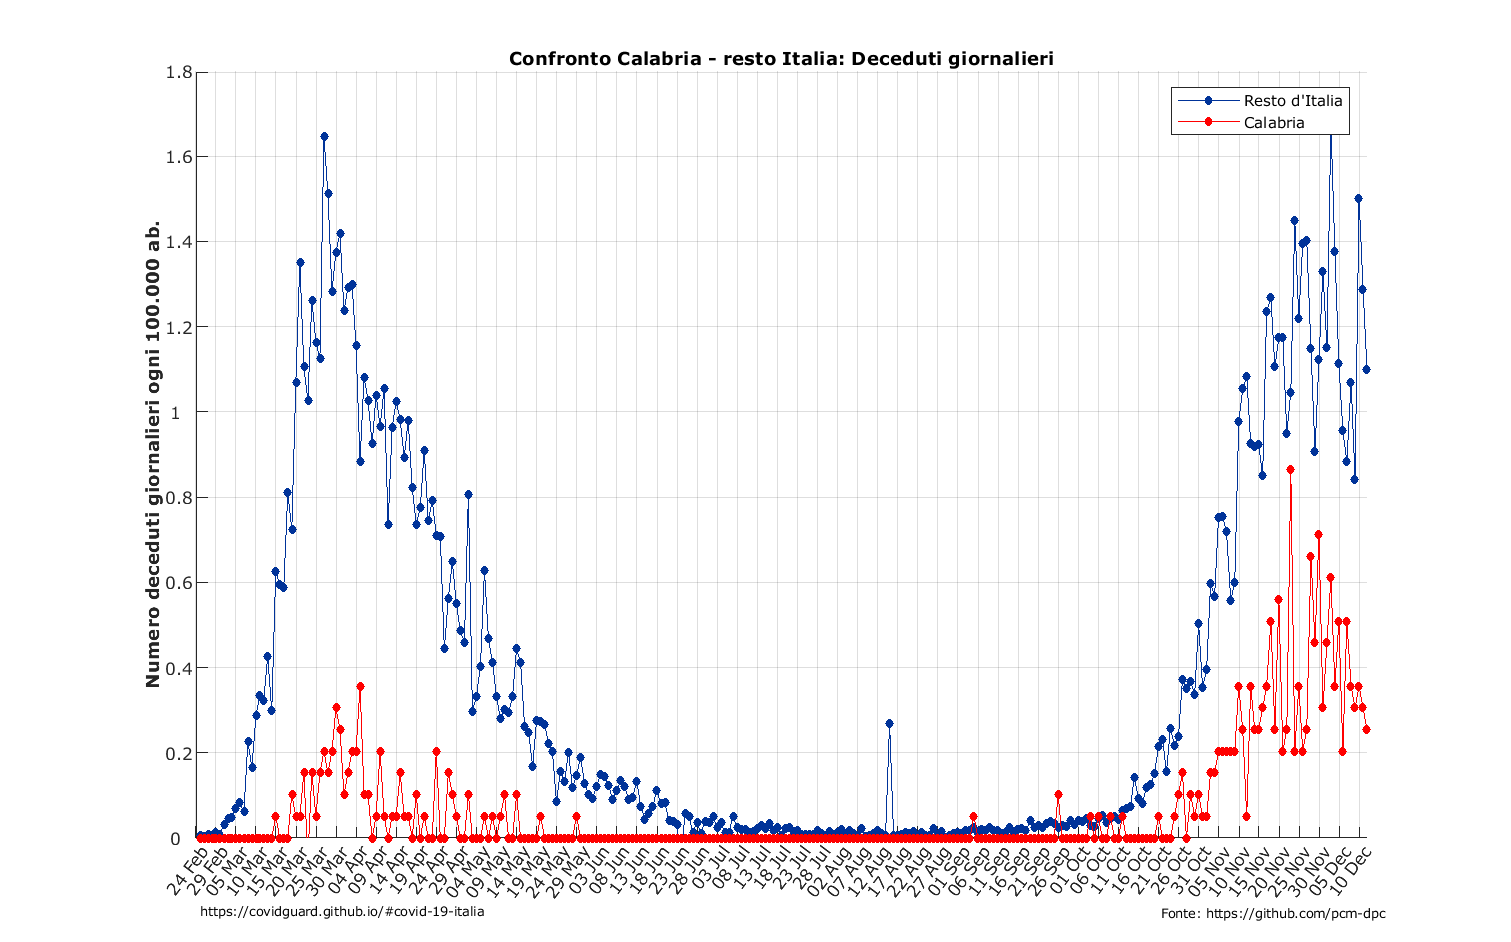 Confronto Calabria - resto Italia: Deceduti giornalieri
Resto d'Italia
Calabria
Numero deceduti giornalieri ogni 100.000 ab.
1.8
1.6
1.4
1.2
1
0.8
0.6
0.4
0.2
0
24 Feb
29 Feb
05 Mar
10 Mar
15 Mar
20 Mar
25 Mar
30 Mar
04 Apr
09 Apr
14 Apr
19 Apr
24 Apr
29 Apr
04 May
09 May
14 May
19 May
24 May
29 May
03 Jun
08 Jun
13 Jun
18 Jun
23 Jun
28 Jun
03 Jul
08 Jul
13 Jul
18 Jul
23 Jul
28 Jul
02 Aug
07 Aug
12 Aug
17 Aug
22 Aug
27 Aug
01 Sep
06 Sep
11 Sep
16 Sep
21 Sep
26 Sep
01 Oct
06 Oct
11 Oct
16 Oct
21 Oct
26 Oct
31 Oct
05 Nov
10 Nov
15 Nov
20 Nov
25 Nov
30 Nov
05 Dec
10 Dec
https://covidguard.github.io/#covid-19-italia
Fonte: https://github.com/pcm-dpc